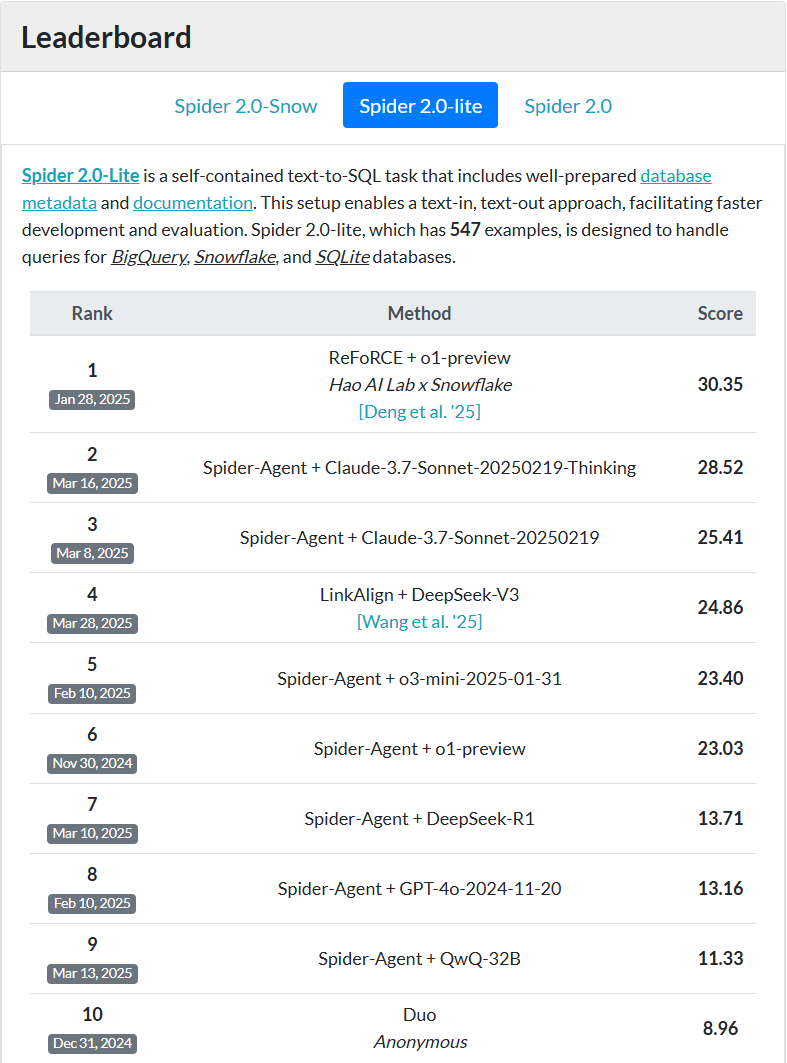 Leaderboard
Spider 2.0-Snow Spider 2.0-lite Spider 2.0
Spider 2.0-Lite is a self-contained text-to-SQL task that includes well-prepared database
metadata and documentation. This setup enables a text-in, text-out approach, facilitating faster
development and evaluation. Spider 2.0-lite, which has 547 examples, is designed to handle
queries for BigQuery, Snowflake, and SQLite databases.
Rank Method Score
1
Jan 28, 2025
ReFoRCE + o1-preview
Hao AI Lab x Snowflake
[Deng et al. '25]
30.35
2
Mar 16, 2025
Spider-Agent + Claude-3.7-Sonnet-20250219-Thinking
28.52
3
Mar 8, 2025
Spider-Agent + Claude-3.7-Sonnet-20250219
25.41
4
Mar 28, 2025
LinkAlign + DeepSeek-V3
[Wang et al. '25]
24.86
5
Feb 10, 2025
Spider-Agent + o3-mini-2025-01-31
23.40
6
Nov 30, 2024
Spider-Agent + o1-preview
23.03
7
Mar 10, 2025
Spider-Agent + DeepSeek-R1
13.71
8
Feb 10, 2025
Spider-Agent + GPT-4o-2024-11-20
13.16
9
Mar 13, 2025
Spider-Agent + QwQ-32B
11.33
10
Dec 31, 2024
Duo
Anonymous
8.96